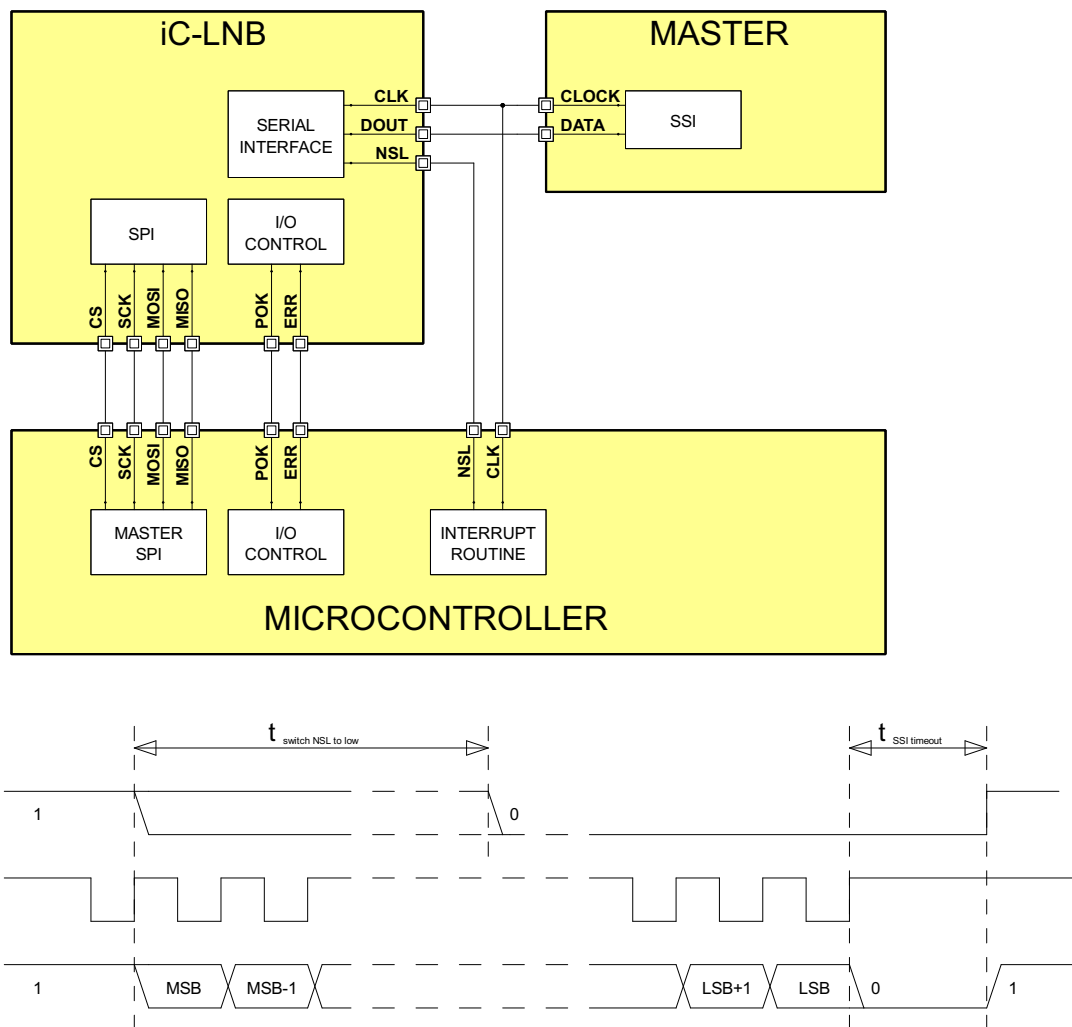 iC-LNB
MASTER
SERIAL
INTERFACE
CLK
DOUT
NSL
CLOCK
DATA
SSI
SPI
I/O
CONTROL
CS
SCK
MOSI
MISO
POK
ERR
CS
SCK
MOSI
MISO
POK
ERR
NSL
CLK
MASTER
SPI
I/O
CONTROL
INTERRUPT
ROUTINE
MICROCONTROLLER
t switch NSL to low
t SSI timeout
1
0
1
MSB
MSB-1
LSB+1
LSB
0
1